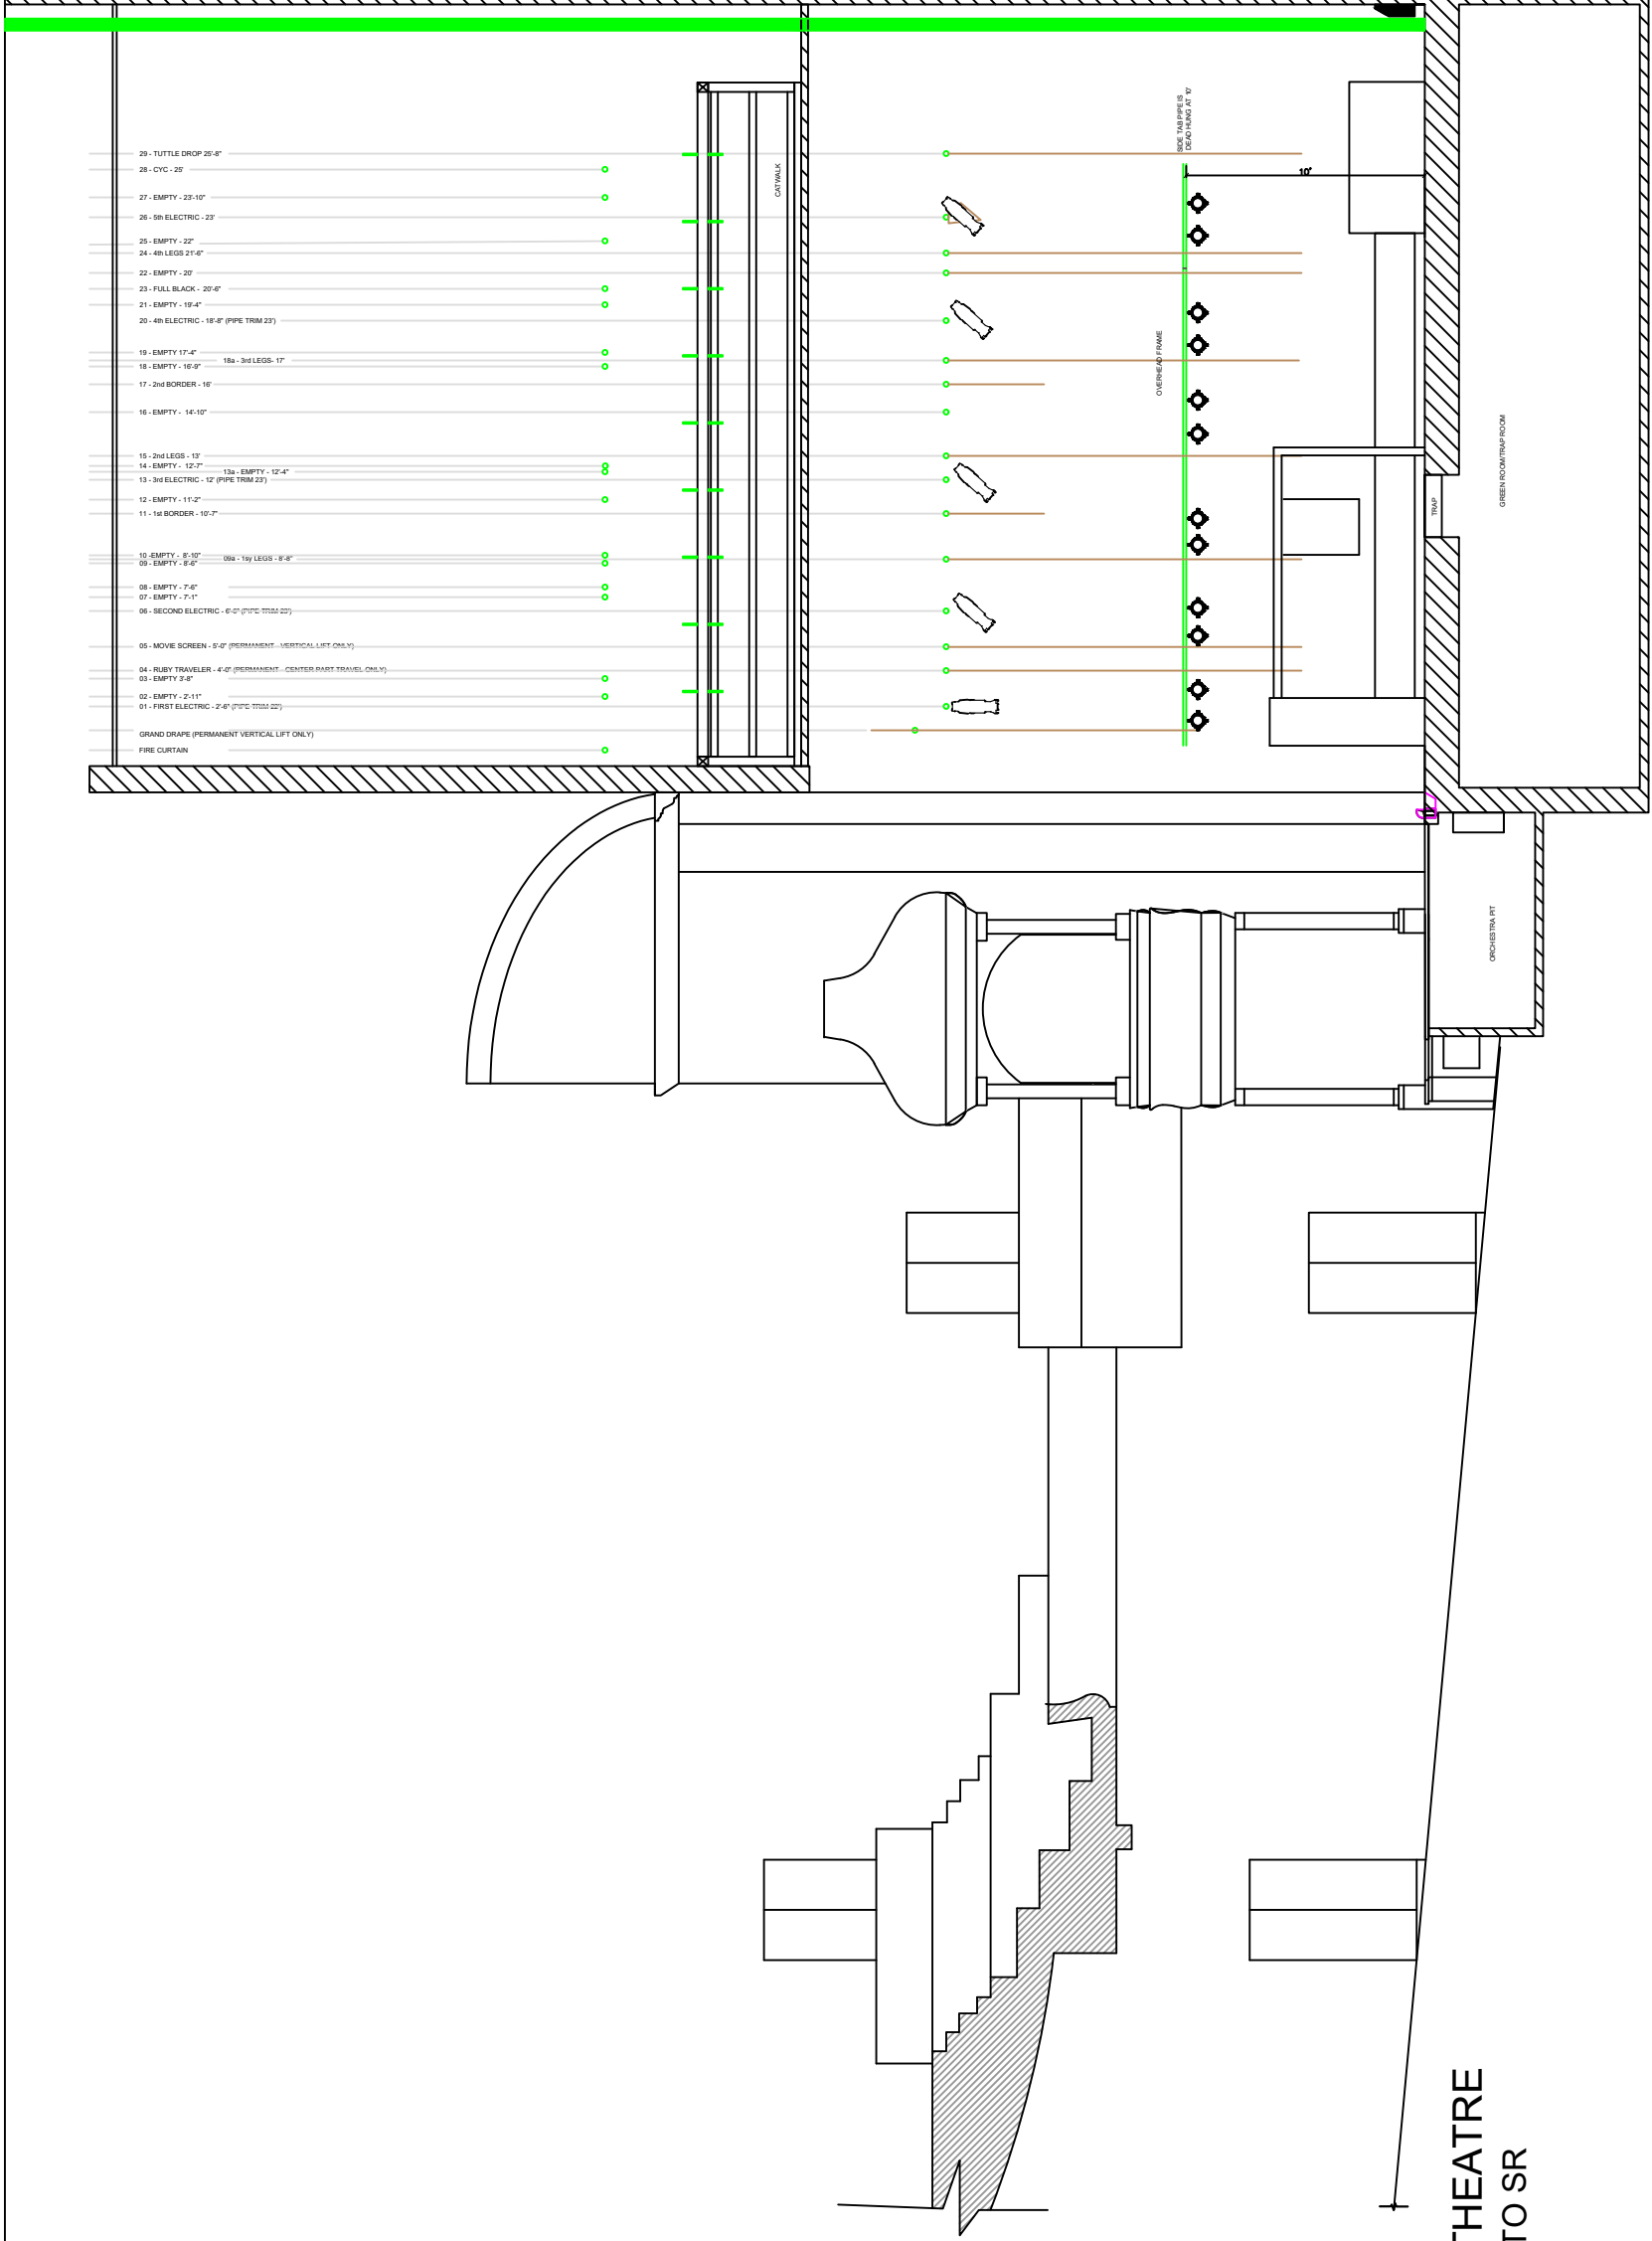 29 - TUTTLE DROP 25'-8"
28 - CYC - 25'
27 - EMPTY - 23'-10"
26 - 5th ELECTRIC - 23'
25 - EMPTY - 22"
24 - 4th LEGS 21'-6"
22 - EMPTY - 20'
23 - FULL BLACK - 20'-6"
21 - EMPTY - 19'-4"
20 - 4th ELECTRIC - 18'-8" (PIPE TRIM 23')
19 - EMPTY 17'-4"
18a - 3rd LEGS- 17'
18 - EMPTY - 16'-9"
17 - 2nd BORDER - 16'
16 - EMPTY - 14'-10"
15 - 2nd LEGS - 13'
14 - EMPTY - 12'-7"
13a - EMPTY - 12'-4"
13 - 3rd ELECTRIC - 12' (PIPE TRIM 23')
12 - EMPTY - 11'-2"
11 - 1st BORDER - 10'-7"
10 -EMPTY - 8'-10"
09a - 1sy LEGS - 8'-8"
09 - EMPTY - 8'-6"
08 - EMPTY - 7'-6"
07 - EMPTY - 7'-1"
06 - SECOND ELECTRIC - 6'-0" (PIPE TRIM 23')
05 - MOVIE SCREEN - 5'-0" (PERMANENT - VERTICAL LIFT ONLY)
04 - RUBY TRAVELER - 4'-0" (PERMANENT - CENTER PART TRAVEL ONLY)
03 - EMPTY 3'-8"
02 - EMPTY - 2'-11"
01 - FIRST ELECTRIC - 2'-6" (PIPE TRIM 22')
GRAND DRAPE (PERMANENT VERTICAL LIFT ONLY)
FIRE CURTAIN
CATWALK
SIDE TAB PIPE IS
DEAD HUNG AT 10'
10'
OVERHEAD FRAME
TRAP
GREEN ROOM/TRAP ROOM
ORCHESTRA PIT
THEATRE
TO SR